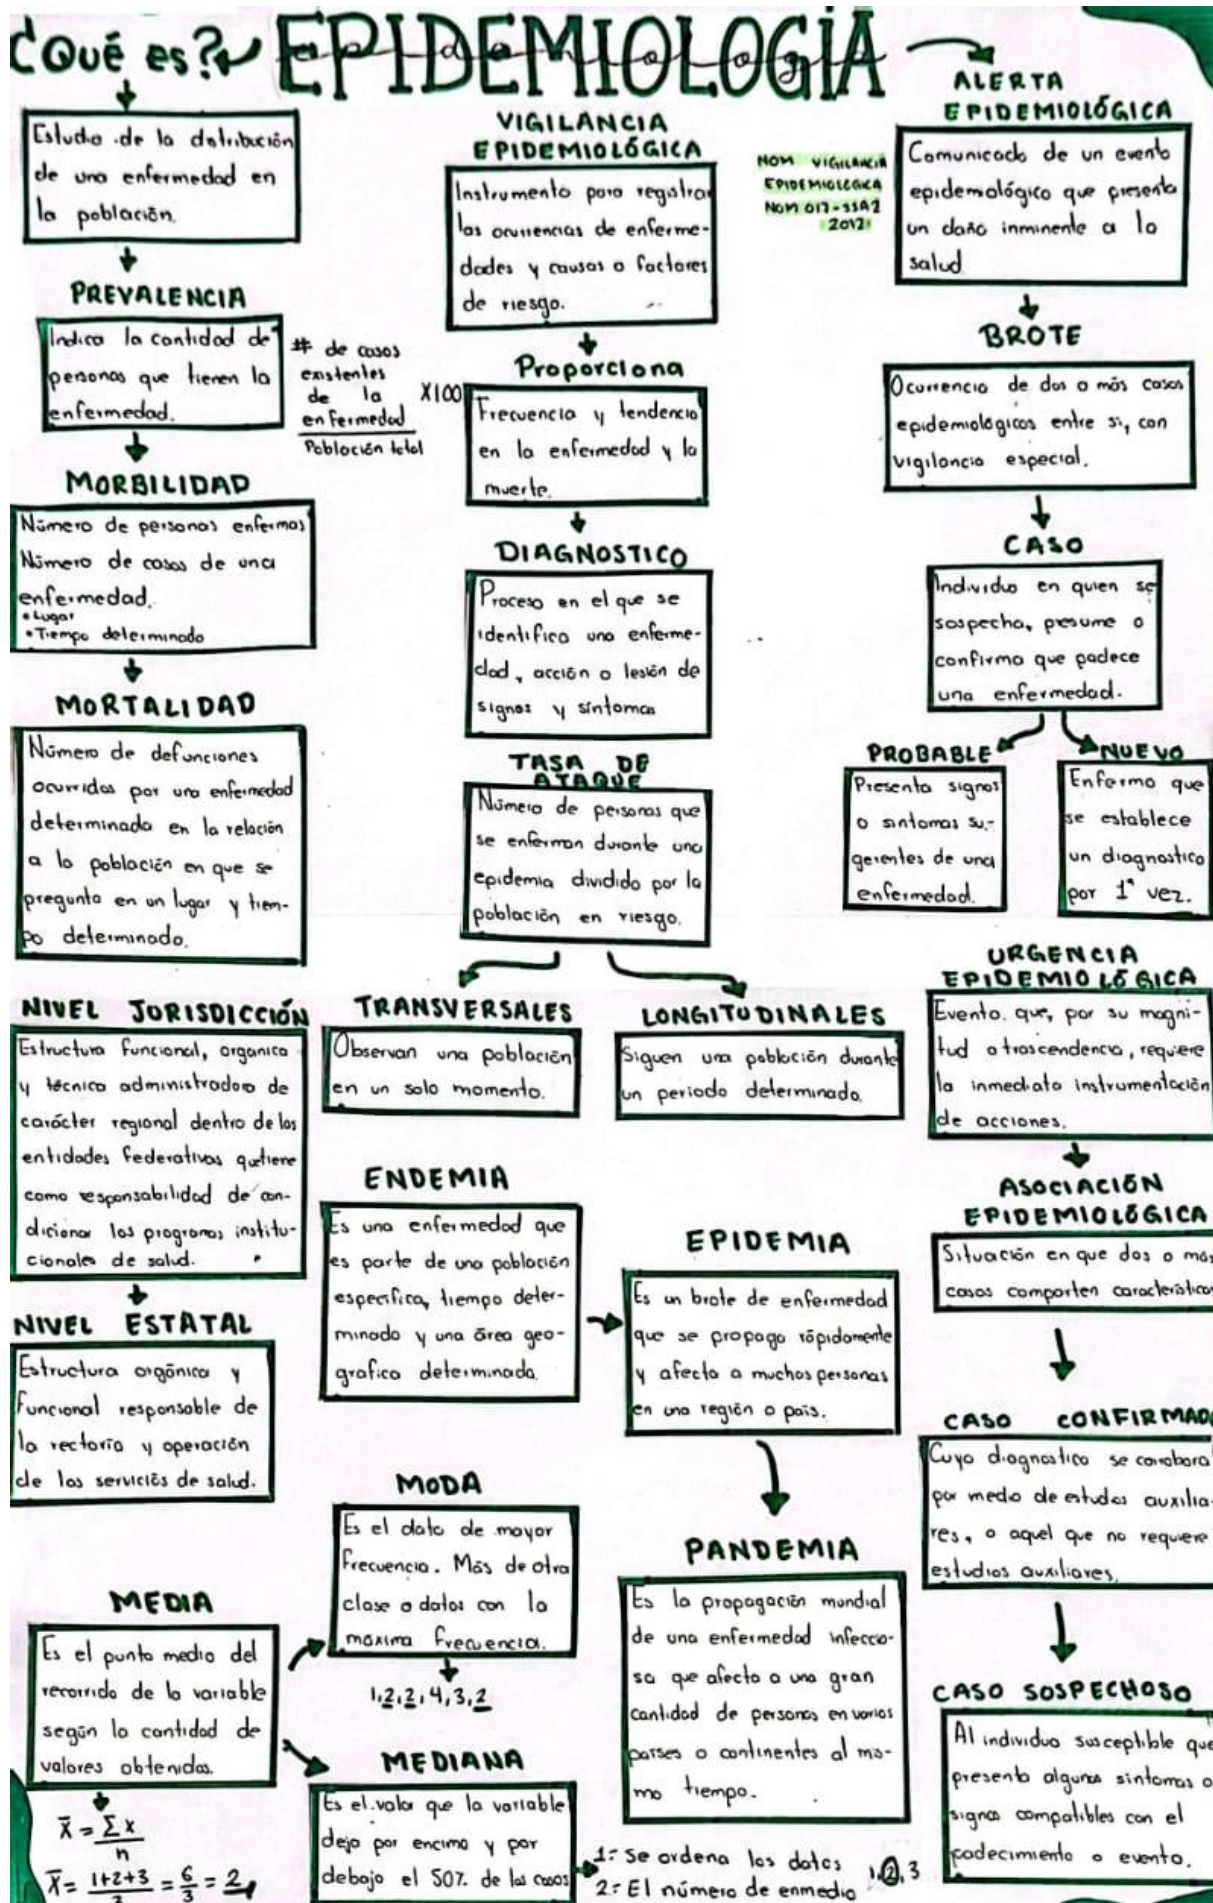 ¿Qué es?
EPIDEMIOLOGÍA
Estudio de la distribución
de una enfermedad en
la población.
PREVALENCIA
Indica la cantidad de
personas que tienen la
enfermedad.
# de casos
existentes
de la
enfermedad
Población total
X100
MORBILIDAD
Número de personas enfermas
Número de casos de una
enfermedad.
• Lugar
• Tiempo determinado
MORTALIDAD
Número de defunciones
ocurridas por una enfermedad
determinada en la relación
a la población en que se
pregunta en un lugar y tiem-
po determinado.
VIGILANCIA
EPIDEMIOLÓGICA
Instrumento para registrar
las ocurrencias de enferme-
dades y causas o factores
de riesgo.
NOM VIGILANCIA
EPIDEMIOLÓGICA
NOM 017-SSA2
2012
Proporciona
Frecuencia y tendencia
en la enfermedad y la
muerte.
DIAGNOSTICO
Proceso en el que se
identifica una enferme-
dad, acción o lesión de
signos y síntomas
TASA DE
ATAQUE
Número de personas que
se enferman durante una
epidemia dividido por la
población en riesgo.
ALERTA
EPIDEMIOLÓGICA
Comunicado de un evento
epidemológico que presenta
un daño inminente a la
salud
BROTE
Ocurrencia de dos o más casos
epidemiológicos entre si, con
vigilancia especial.
CASO
Individuo en quien se
sospecha, presume o
confirma que padece
una enfermedad.
PROBABLE
Presenta signos
o sintomas su-
gerentes de una
enfermedad.
NUEVO
Enfermo que
se establece
un diagnostico
por 1ª vez.
NIVEL JORISDICCIÓN
Estructura funcional, organica
y técnica administradora de
carácter regional dentro de las
entidades federativas que tiene
como responsabilidad de con-
dicionar los programas institu-
cionales de salud.
NIVEL ESTATAL
Estructura orgánica y
funcional responsable de
la rectoría y operación
de los servicios de salud.
TRANSVERSALES
Observan una población
en un solo momento.
LONGITUDINALES
Siguen una población durante
un periodo determinado.
ENDEMIA
Es una enfermedad que
es parte de una población
especifica, tiempo deter-
minado y una área geo-
grafica determinada.
EPIDEMIA
Es un brote de enfermedad
que se propaga rápidamente
y afecta a muchas personas
en una región o país.
PANDEMIA
Es la propagación mundial
de una enfermedad infeccio-
sa que afecta a una gran
cantidad de personas en varios
países o continentes al mis-
mo tiempo.
URGENCIA
EPIDEMIOLÓGICA
Evento que, por su magni-
tud o trascendencia, requiere
la inmediata instrumentación
de acciones.
ASOCIACIÓN
EPIDEMIOLÓGICA
Situación en que dos o mas
casos comparten caracteristicas
CASO CONFIRMADO
Cuyo diagnostico se corrobora
por medio de estudios auxilia-
res, o aquel que no requiere
estudios auxiliares.
CASO SOSPECHOSO
Al individuo susceptible que
presenta algunos sintomas o
signos compatibles con el
padecimiento o evento.
MEDIA
Es el punto medio del
recorrido de la variable
según la cantidad de
valores obtenidos.
X̄ = Σx
n
X̄ = 1+2+3 = 6 = 2
3 3
MODA
Es el dato de mayor
frecuencia. Más de otra
clase o datos con la
maxima frecuencia.
1,2,2,4,3,2
MEDIANA
Es el valor que la variable
deja por encima y por
debajo el 50% de los casos
1: Se ordena los datos
2: El número de enmedio
1,2,3